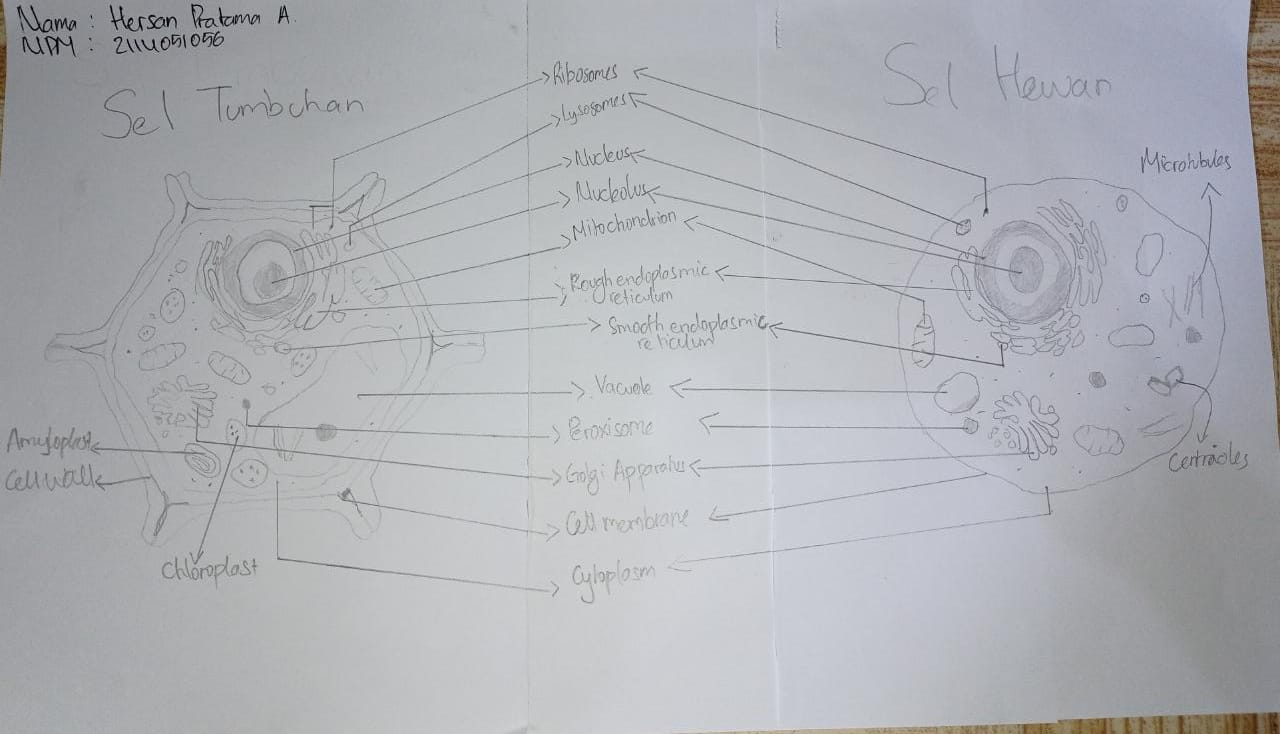 Nama : Hersan Pratama A.
NPM : 2114051056
Sel Tumbuhan
Sel Hewan
Ribosomes
Lysosomes
Nucleus
Nucleolus
Mitochondrion
Rough endoplasmic
reticulum
Smooth endoplasmic
reticulum
Vacuole
Peroxisome
Golgi Apparatus
Cell membrane
Cytoplasm
Amyloplast
Cell wall
Chloroplast
Microtubules
Centrioles